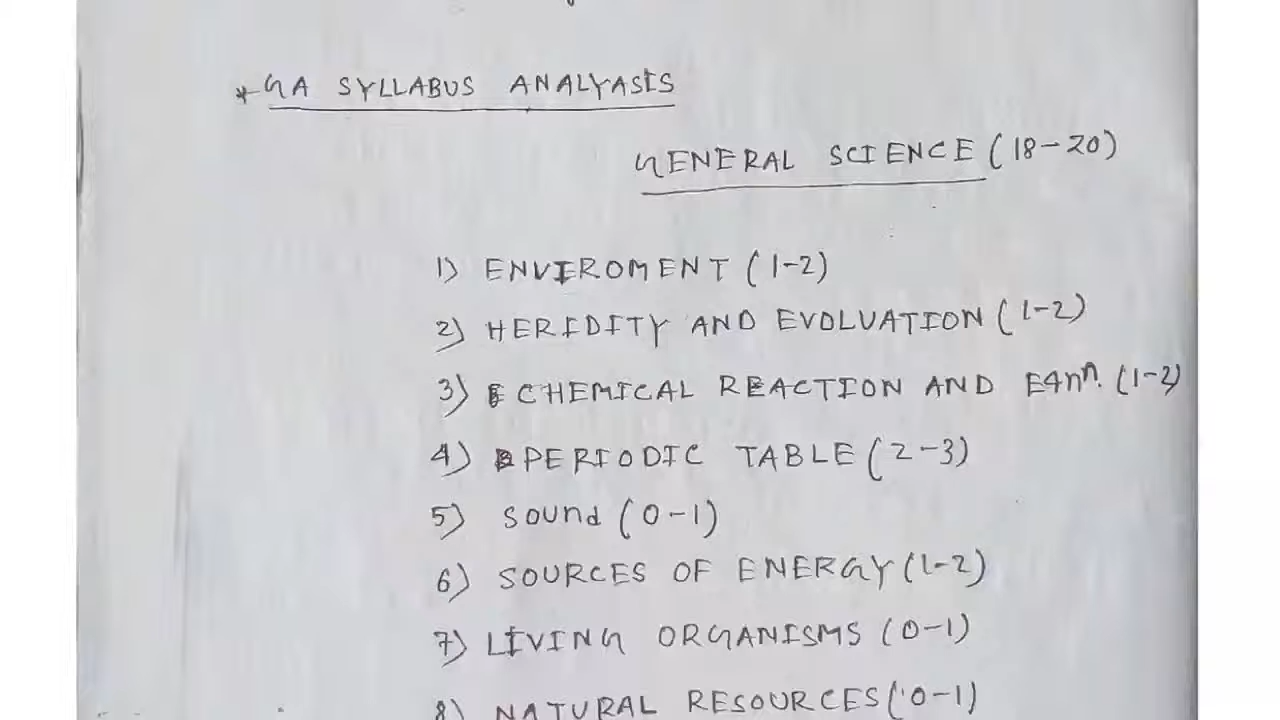 * GA SYLLABUS ANALYASIS
GENERAL SCIENCE (18-20)
1) ENVIROMENT (1-2)
2) HERIDITY AND EVOLUATION (1-2)
3) CHEMICAL REACTION AND Eqnⁿ. (1-2)
4) PERIODIC TABLE (2-3)
5) Sound (0-1)
6) SOURCES OF ENERGY (1-2)
7) LIVING ORGANISMS (0-1)
8) NATURAL RESOURCES (0-1)